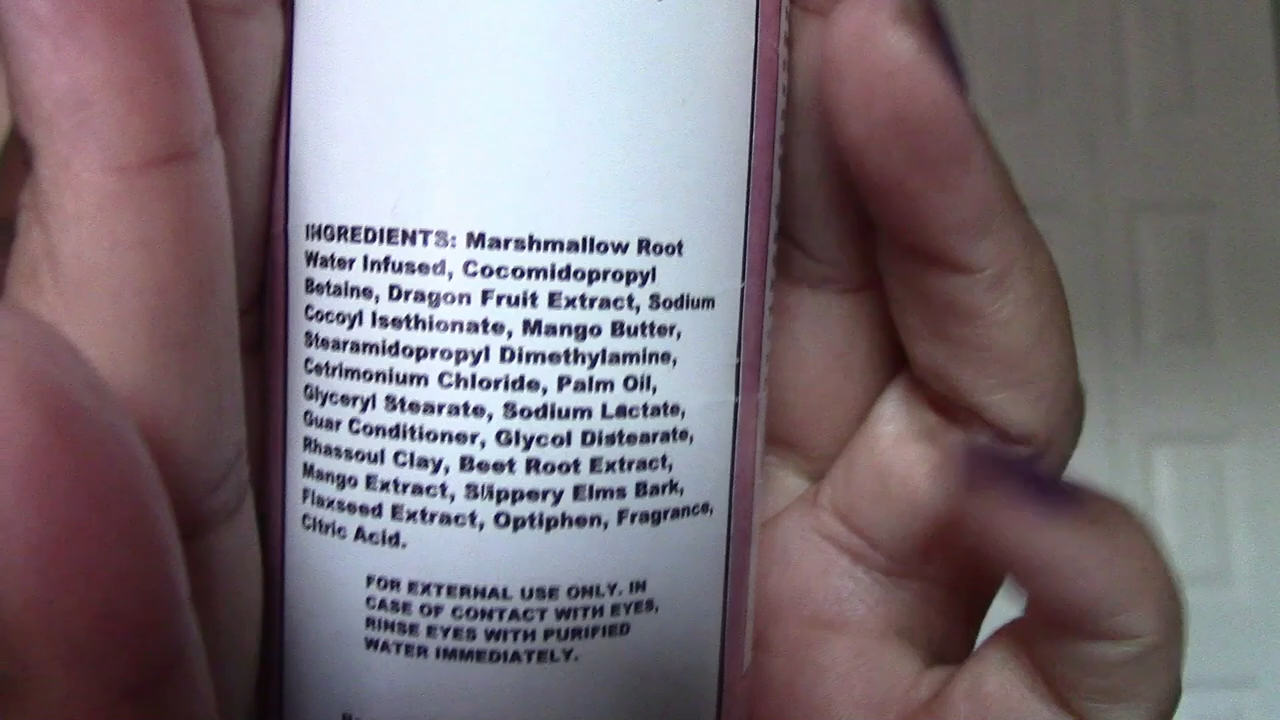 INGREDIENTS: Marshmallow Root
Water Infused, Cocomidopropyl
Betaine, Dragon Fruit Extract, Sodium
Cocoyl Isethionate, Mango Butter,
Stearamidopropyl Dimethylamine,
Cetrimonium Chloride, Palm Oil,
Glyceryl Stearate, Sodium Lactate,
Guar Conditioner, Glycol Distearate,
Rhassoul Clay, Beet Root Extract,
Mango Extract, Slippery Elms Bark,
Flaxseed Extract, Optiphen, Fragrance,
Citric Acid.
FOR EXTERNAL USE ONLY. IN
CASE OF CONTACT WITH EYES,
RINSE EYES WITH PURIFIED
WATER IMMEDIATELY.